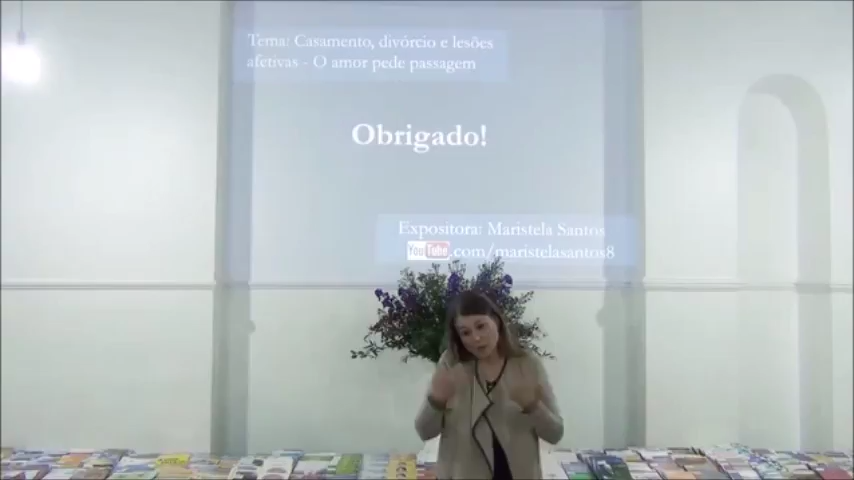 Tema: Casamento, divórcio e lesões
afetivas - O amor pede passagem
Obrigado!
Expositora: Maristela Santos
YouTube.com/maristelasantos8